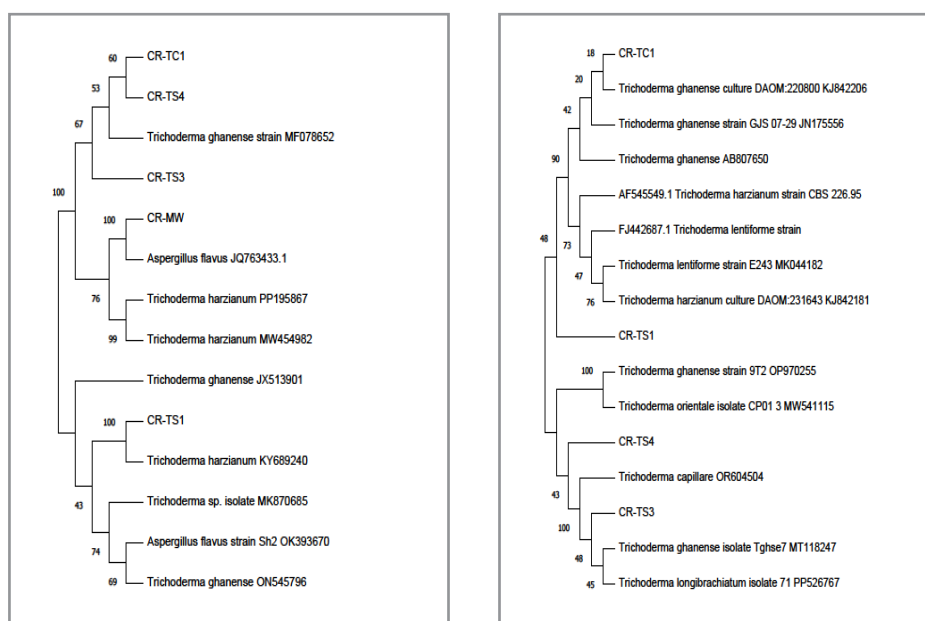 60
CR-TC1
53
CR-TS4
67
Trichoderma ghanense strain MF078652
CR-TS3
100
100
CR-MW
Aspergillus flavus JQ763433.1
76
Trichoderma harzianum PP195867
99
Trichoderma harzianum MW454982
Trichoderma ghanense JX513901
100
CR-TS1
Trichoderma harzianum KY689240
43
Trichoderma sp. isolate MK870685
74
Aspergillus flavus strain Sh2 OK393670
69
Trichoderma ghanense ON545796
18
CR-TC1
20
Trichoderma ghanense culture DAOM:220800 KJ842206
42
Trichoderma ghanense strain GJS 07-29 JN175556
90
Trichoderma ghanense AB807650
AF545549.1 Trichoderma harzianum strain CBS 226.95
48
73
FJ442687.1 Trichoderma lentiforme strain
47
Trichoderma lentiforme strain E243 MK044182
76
Trichoderma harzianum culture DAOM:231643 KJ842181
CR-TS1
100
Trichoderma ghanense strain 9T2 OP970255
Trichoderma orientale isolate CP01 3 MW541115
CR-TS4
43
Trichoderma capillare OR604504
100
CR-TS3
48
Trichoderma ghanense isolate Tghse7 MT118247
45
Trichoderma longibrachiatum isolate 71 PP526767